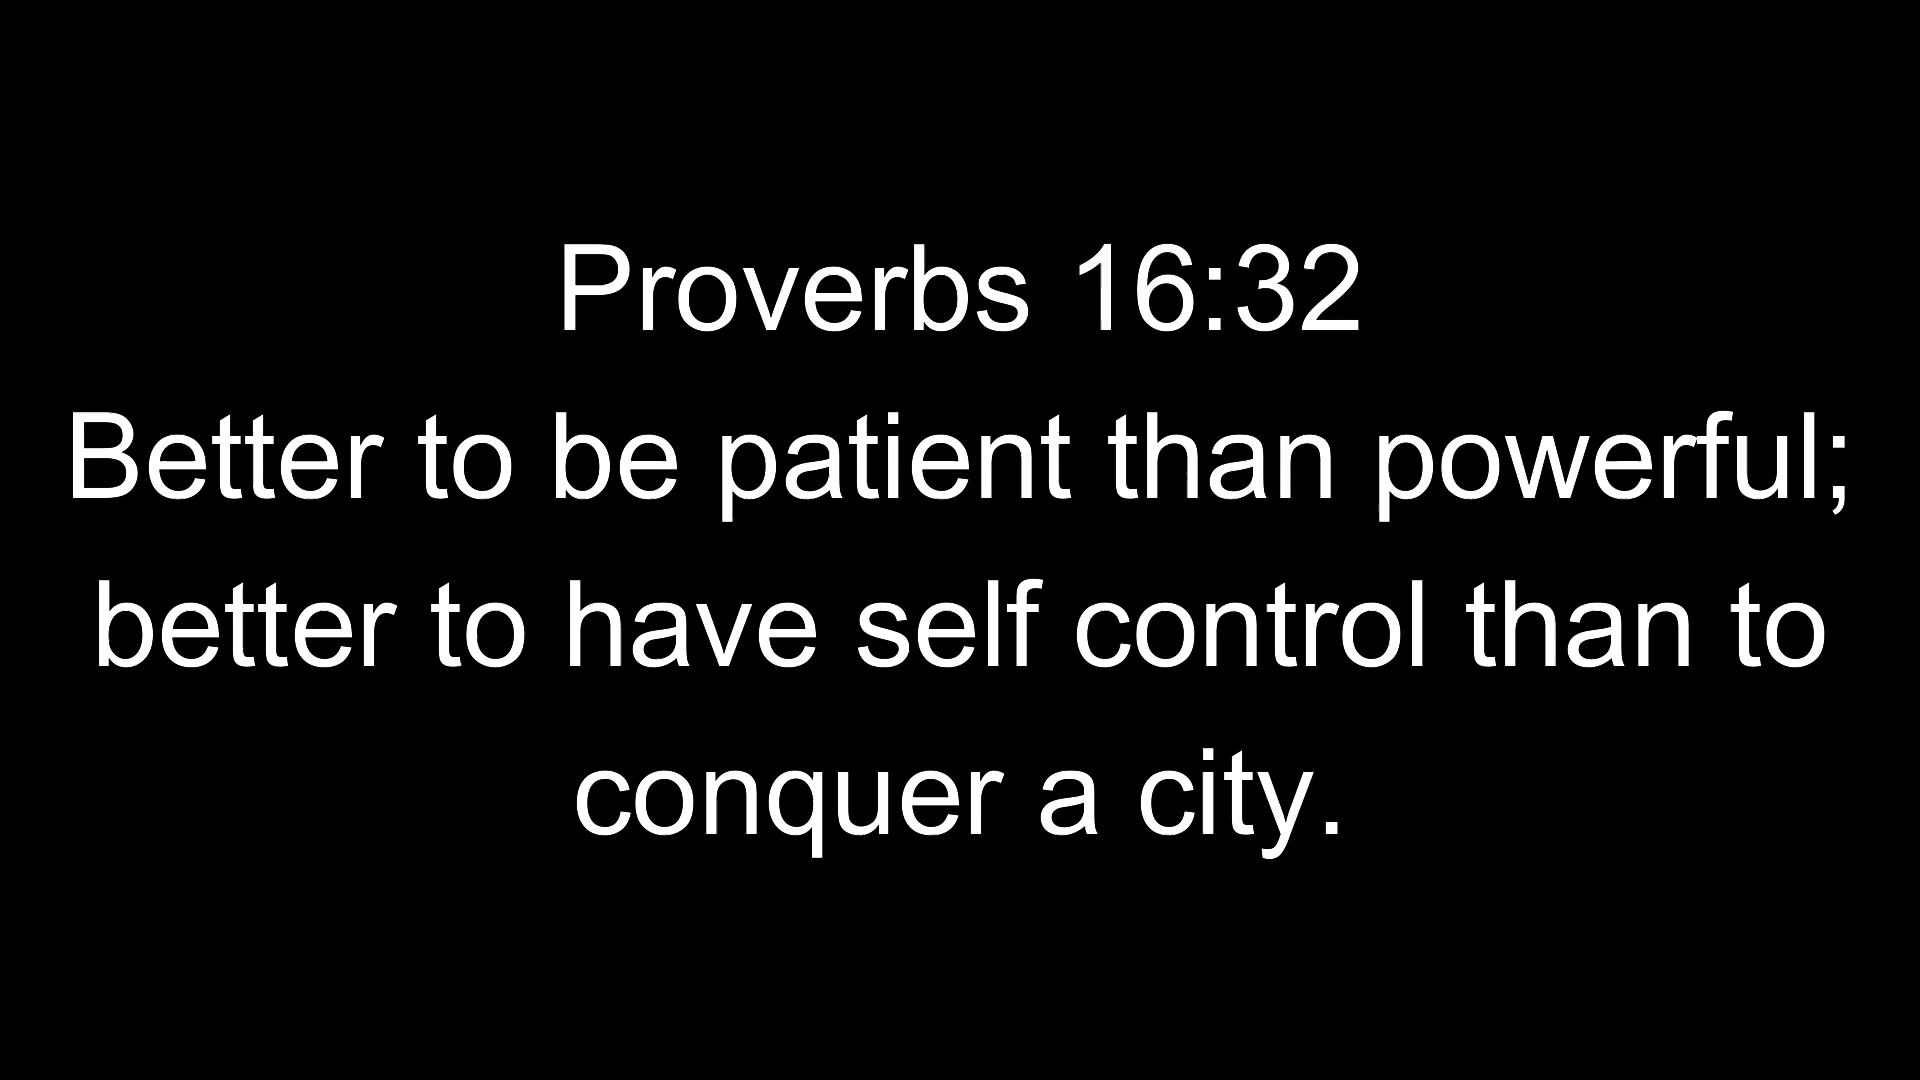 Proverbs 16:32
Better to be patient than powerful;
better to have self control than to
conquer a city.